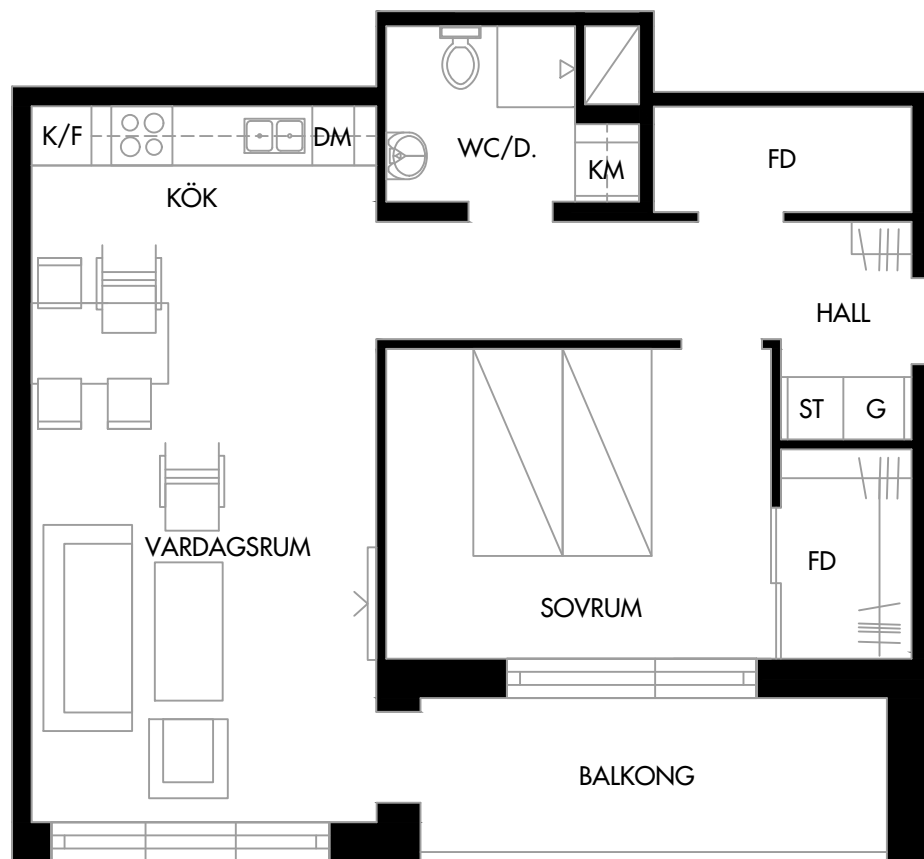 K/F
DM
WC/D.
KM
FD
KÖK
HALL
ST
G
VARDAGSRUM
SOVRUM
FD
BALKONG